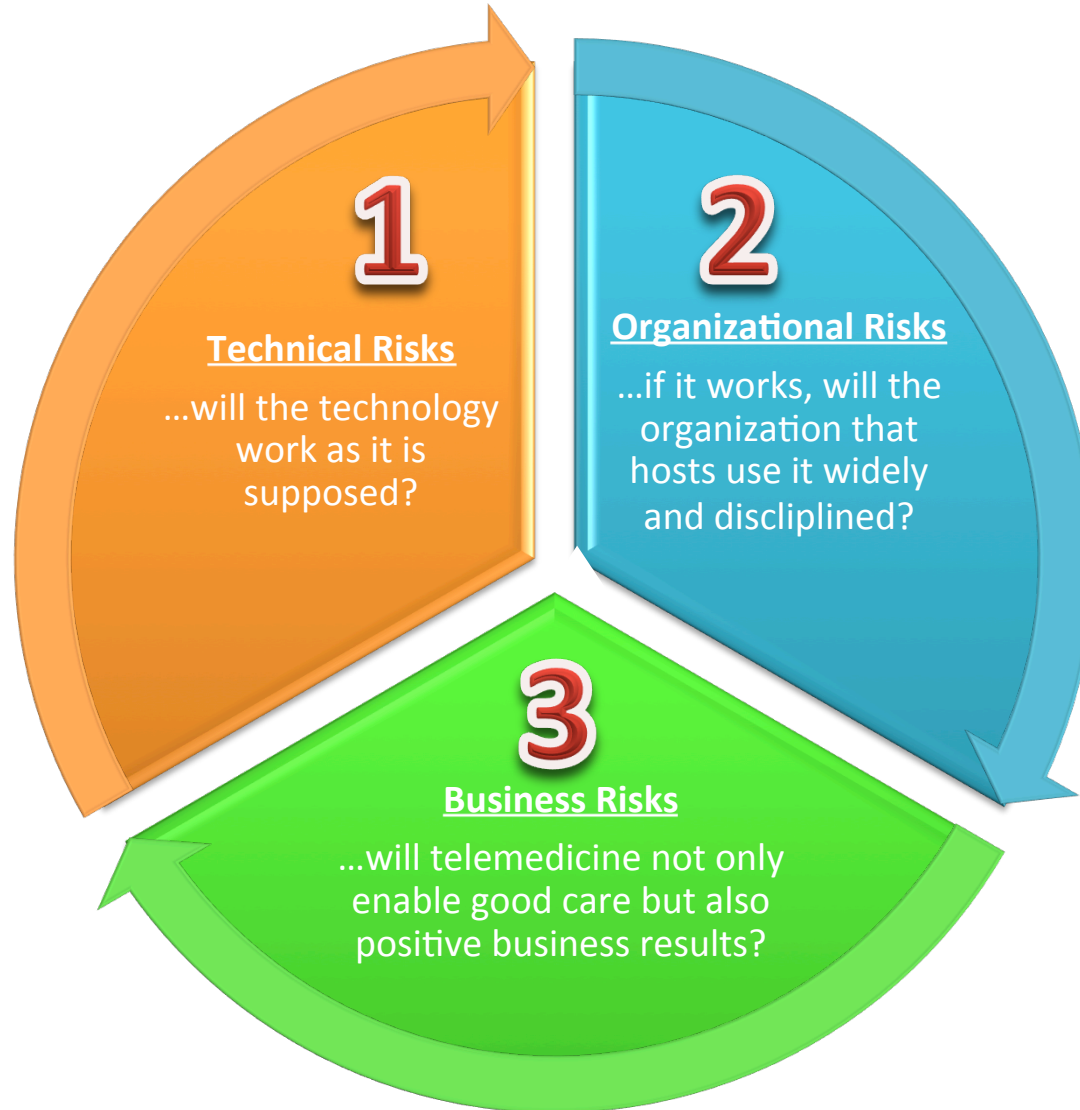 1
Technical Risks
…will the technology
work as it is
supposed?
2
Organizational Risks
…if it works, will the
organization that
hosts use it widely
and discliplined?
3
Business Risks
…will telemedicine not only
enable good care but also
positive business results?